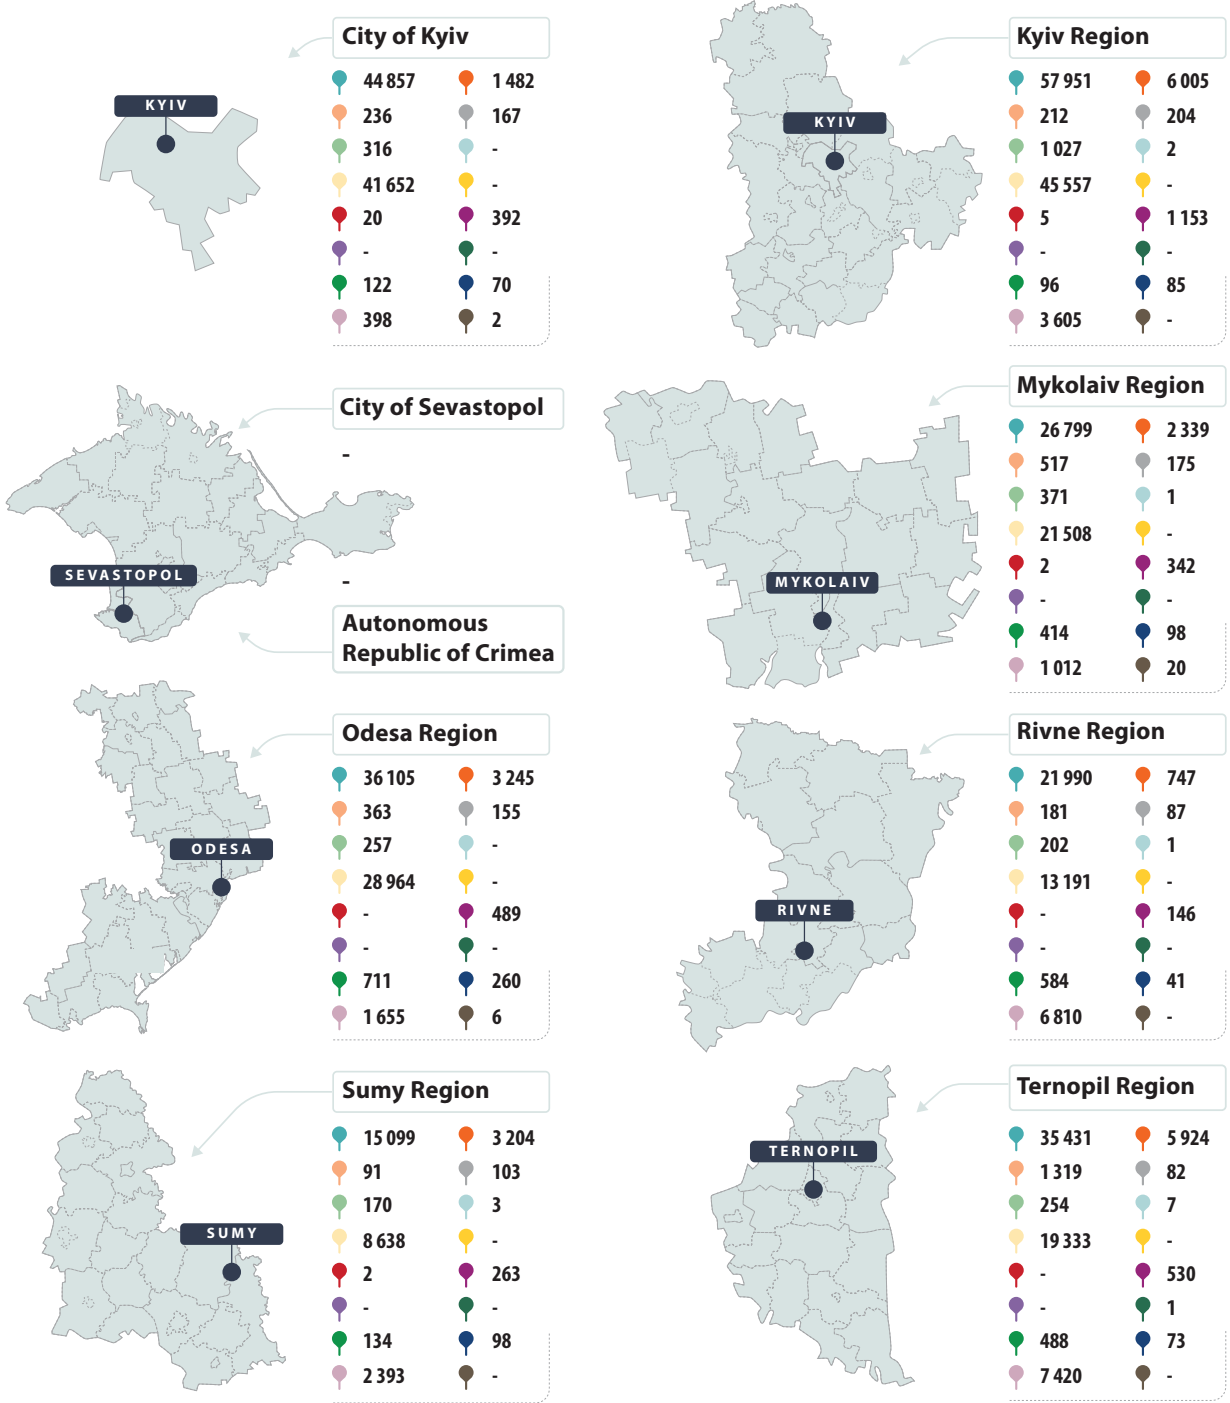 City of Kyiv
KYIV
44 857 1 482
236 167
316 -
41 652 -
20 392
- -
122 70
398 2
Kyiv Region
KYIV
57 951 6 005
212 204
1 027 2
45 557 -
5 1 153
- -
96 85
3 605 -
City of Sevastopol
-
SEVASTOPOL
-
Autonomous
Republic of Crimea
Mykolaiv Region
MYKOLAIV
26 799 2 339
517 175
371 1
21 508 -
2 342
- -
414 98
1 012 20
Odesa Region
ODESA
36 105 3 245
363 155
257 -
28 964 -
- 489
- -
711 260
1 655 6
Rivne Region
RIVNE
21 990 747
181 87
202 1
13 191 -
- 146
- -
584 41
6 810 -
Sumy Region
SUMY
15 099 3 204
91 103
170 3
8 638 -
2 263
- -
134 98
2 393 -
Ternopil Region
TERNOPIL
35 431 5 924
1 319 82
254 7
19 333 -
- 530
- 1
488 73
7 420 -